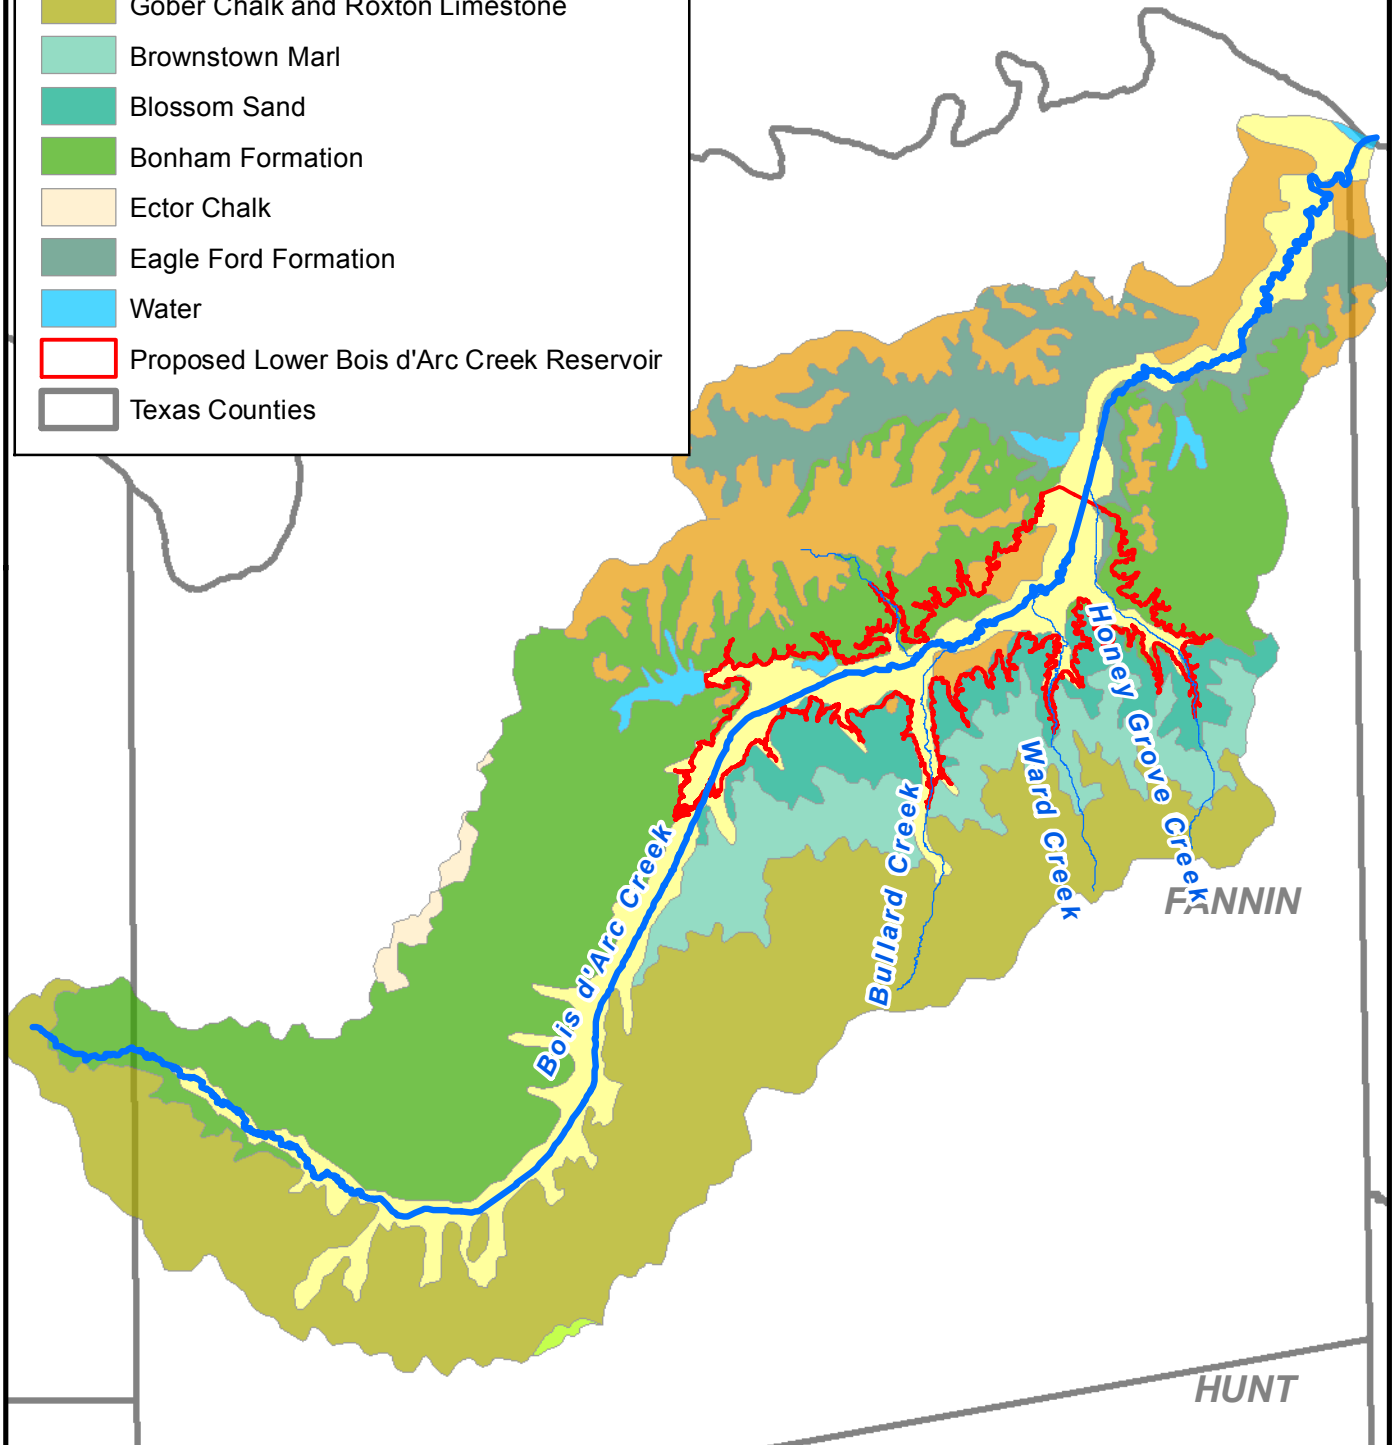 Gober Chalk and Roxton Limestone
Brownstown Marl
Blossom Sand
Bonham Formation
Ector Chalk
Eagle Ford Formation
Water
Proposed Lower Bois d'Arc Creek Reservoir
Texas Counties
Honey Grove Creek
Ward Creek
Bullard Creek
Bois d'Arc Creek
FANNIN
HUNT